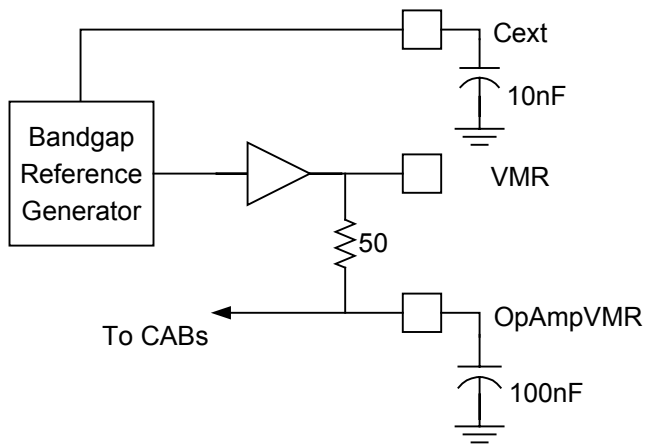 Cext
10nF
Bandgap
Reference
Generator
VMR
50
To CABs
OpAmpVMR
100nF